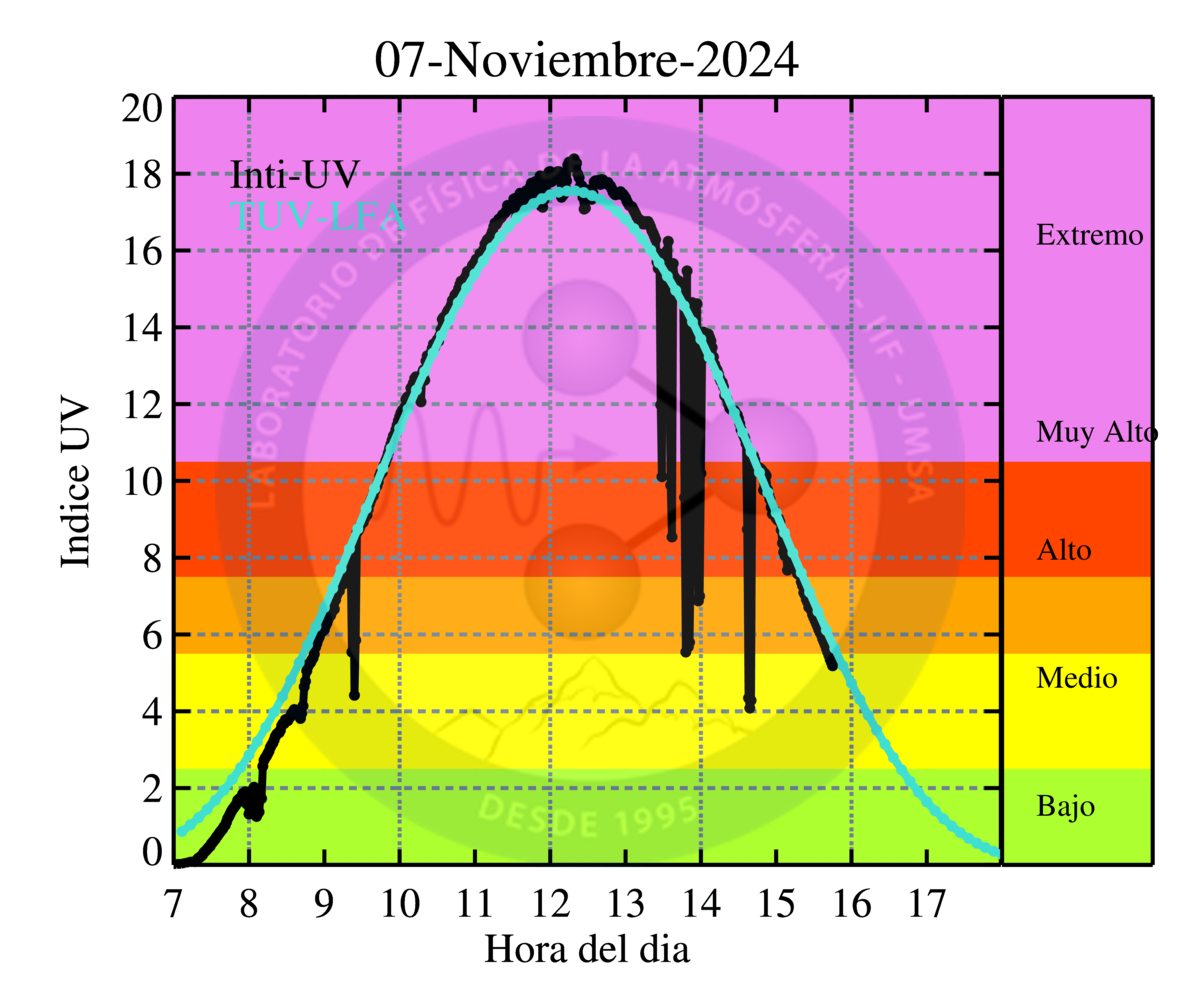 07-Noviembre-2024
Indice UV
20
18
16
14
12
10
8
6
4
2
0
Inti-UV
TUV-LFA
LABORATORIO DE FÍSICA DE LA ATMÓSFERA - IIF - UMSA
DESDE 1995
Extremo
Muy Alto
Alto
Medio
Bajo
7 8 9 10 11 12 13 14 15 16 17
Hora del dia